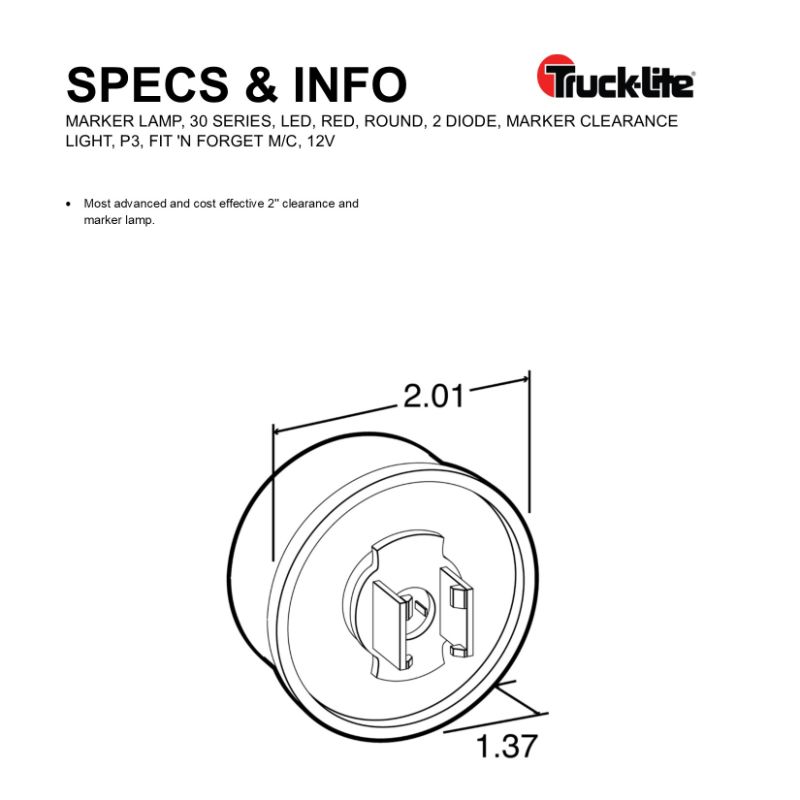 SPECS & INFO
Truck-Lite®
MARKER LAMP, 30 SERIES, LED, RED, ROUND, 2 DIODE, MARKER CLEARANCE
LIGHT, P3, FIT 'N FORGET M/C, 12V
• Most advanced and cost effective 2" clearance and
marker lamp.
2.01
1.37